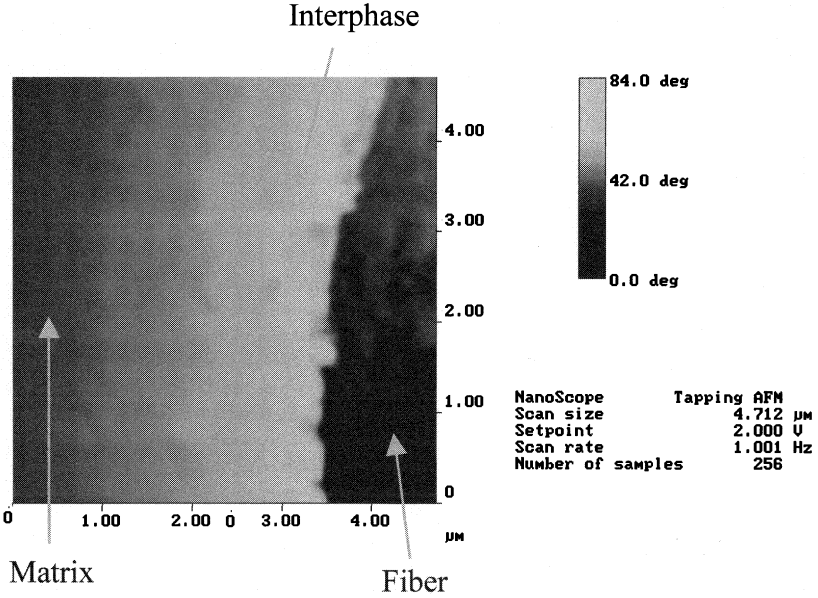 Interphase
84.0 deg
42.0 deg
0.0 deg
4.00
3.00
2.00
1.00
0
0 1.00 2.00 0 3.00 4.00
μM
NanoScope Tapping AFM
Scan size 4.712 μM
Setpoint 2.000 V
Scan rate 1.001 Hz
Number of samples 256
Matrix
Fiber